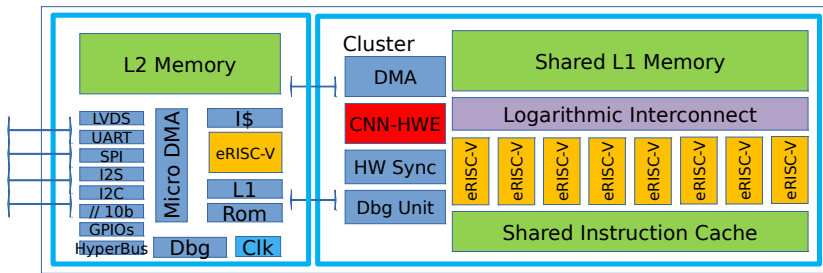 L2 Memory
LVDS
UART
SPI
I2S
I2C
// 10b
GPIOs
HyperBus
Micro DMA
I$
eRISC-V
L1
Rom
Dbg
Clk
Cluster
DMA
CNN-HWE
HW Sync
Dbg Unit
Shared L1 Memory
Logarithmic Interconnect
eRISC-V
eRISC-V
eRISC-V
eRISC-V
eRISC-V
eRISC-V
eRISC-V
eRISC-V
Shared Instruction Cache